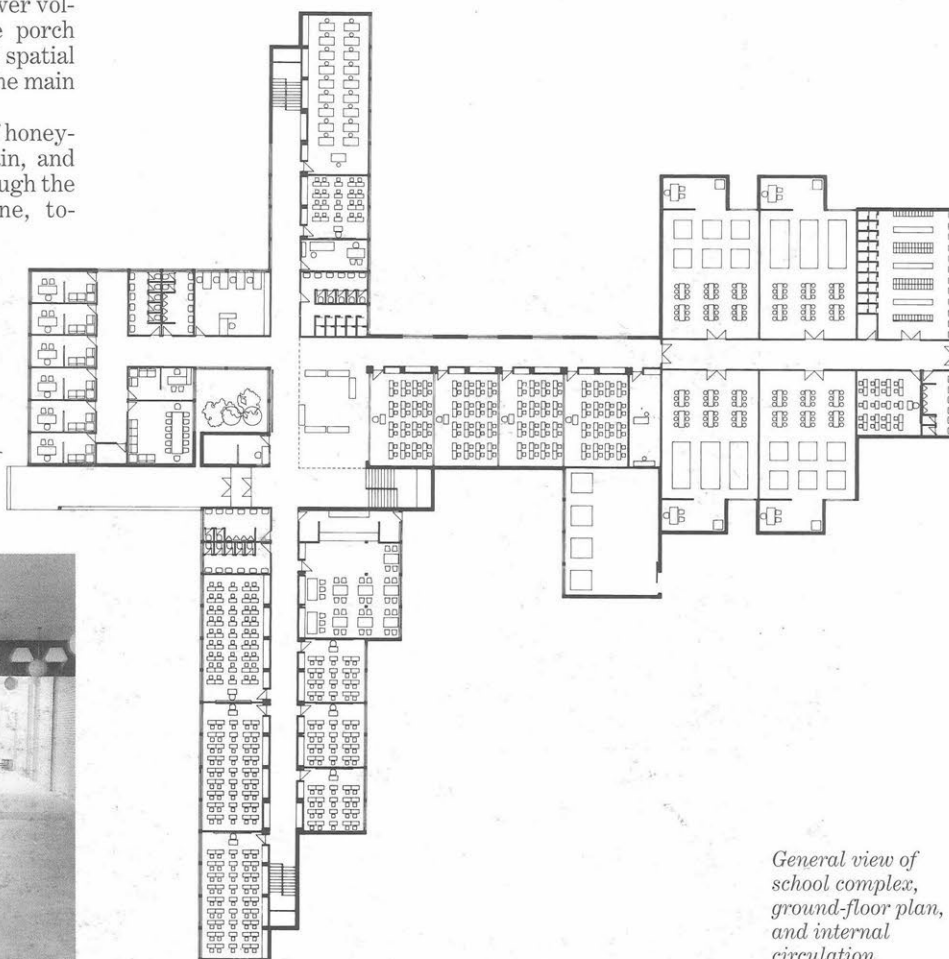 ver vol-
porch
spatial
he main
honey-
in, and
ugh the
ne, to-
General view of
school complex,
ground-floor plan,
and internal
circulation